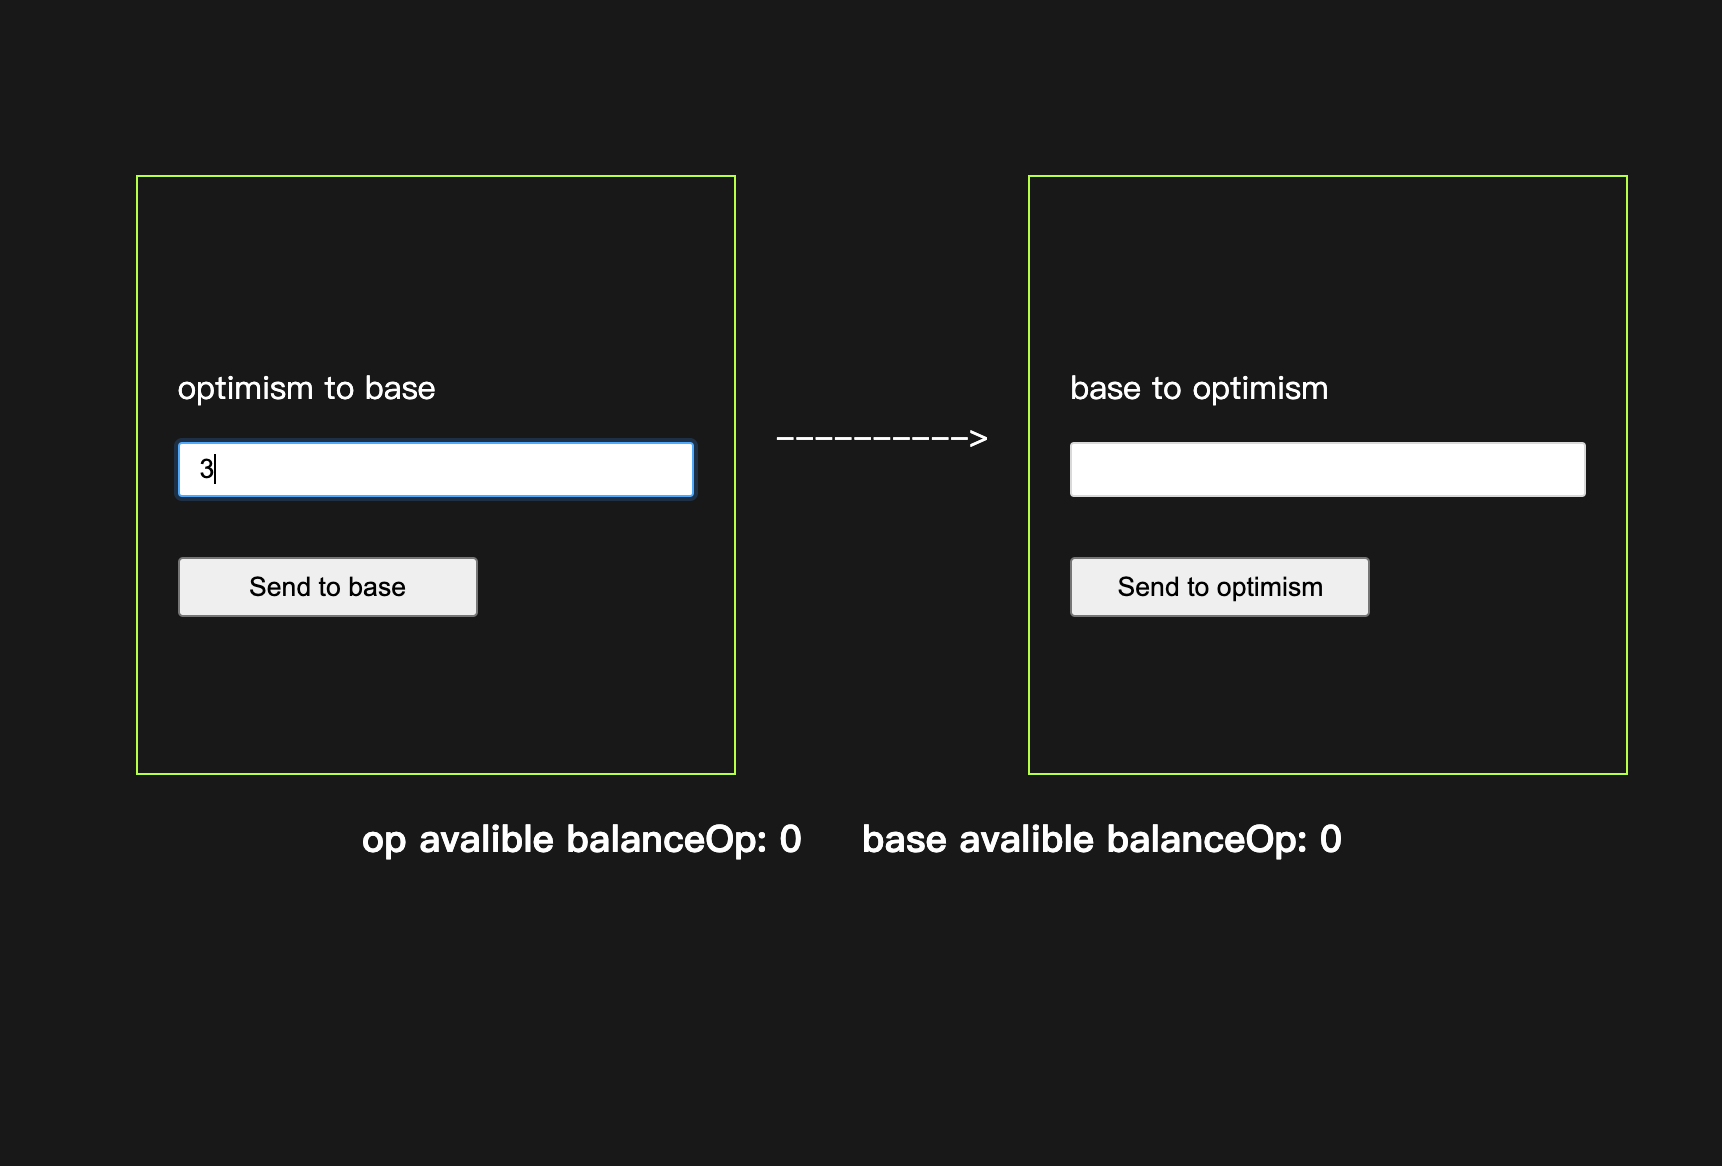 optimism to base
3
Send to base
---------->
base to optimism
Send to optimism
op avalible balanceOp: 0
base avalible balanceOp: 0